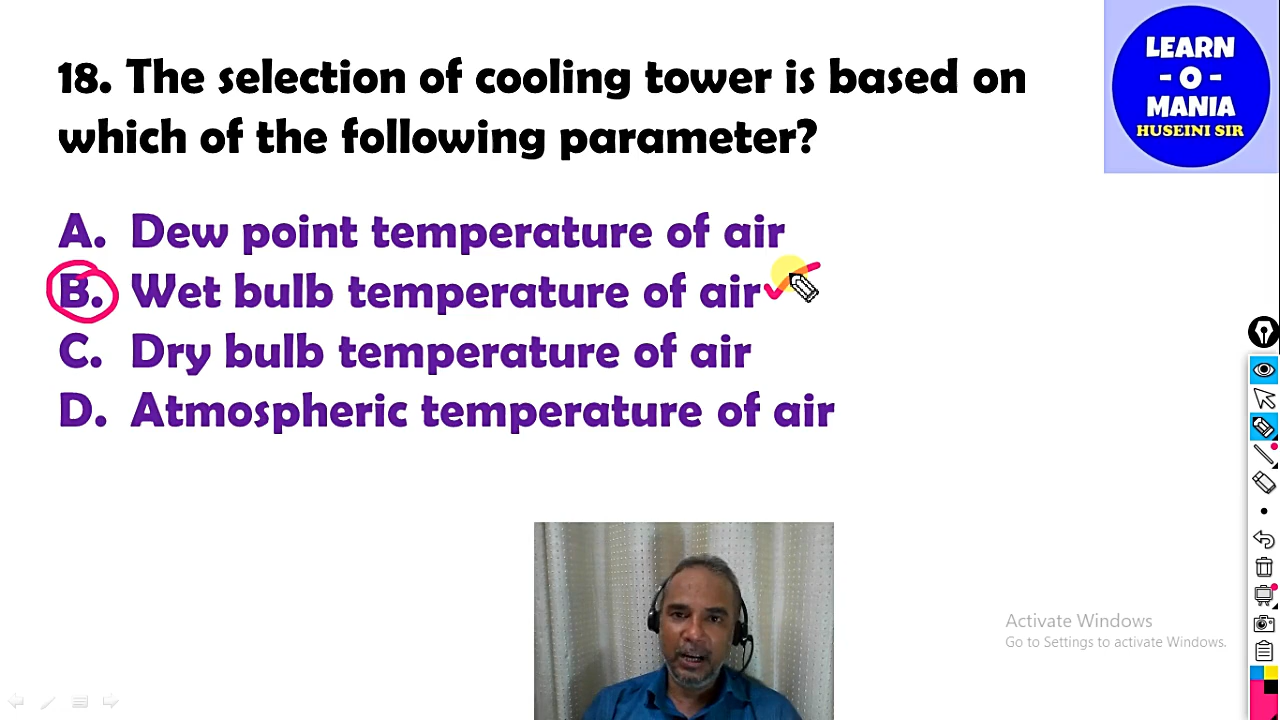 18. The selection of cooling tower is based on
which of the following parameter?
A. Dew point temperature of air
B. Wet bulb temperature of air
C. Dry bulb temperature of air
D. Atmospheric temperature of air
LEARN
- O -
MANIA
HUSEINI SIR
Activate Windows
Go to Settings to activate Windows.